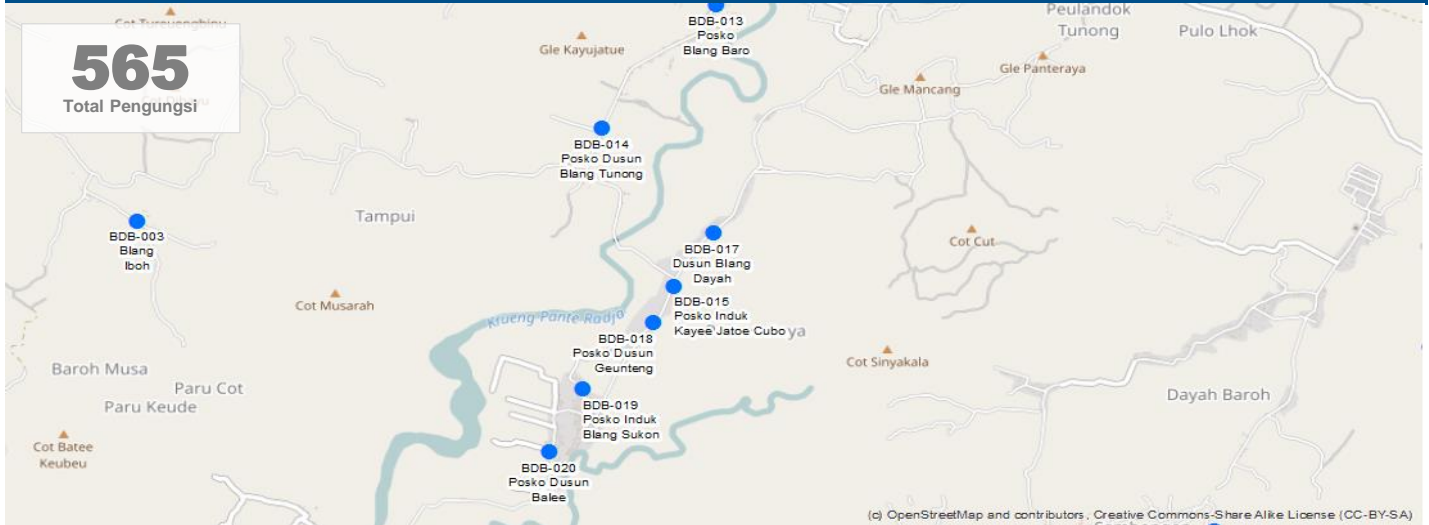 BDB-013
Posko
Blang Baro
Peulandok
Tunong
Pulo Lhok
Gle Kayujatue
Gle Panteraya
Gle Mancang
565
Total Pengungsi
BDB-014
Posko Dusun
Blang Tunong
Tampui
BDB-003
Blang
Iboh
BDB-017
Dusun Blang
Dayah
Cot Cut
Cot Musarah
Krueng Pante Radja
BDB-015
Posko Induk
Kayee Jatoe Cubo
ya
BDB-018
Posko Dusun
Geunteng
Cot Sinyakala
Baroh Musa
Paru Cot
Paru Keude
Dayah Baroh
BDB-019
Posko Induk
Blang Sukon
Cot Batee
Keubeu
BDB-020
Posko Dusun
Balee
(c) OpenStreetMap and contributors, Creative Commons-Share Alike License (CC-BY-SA)